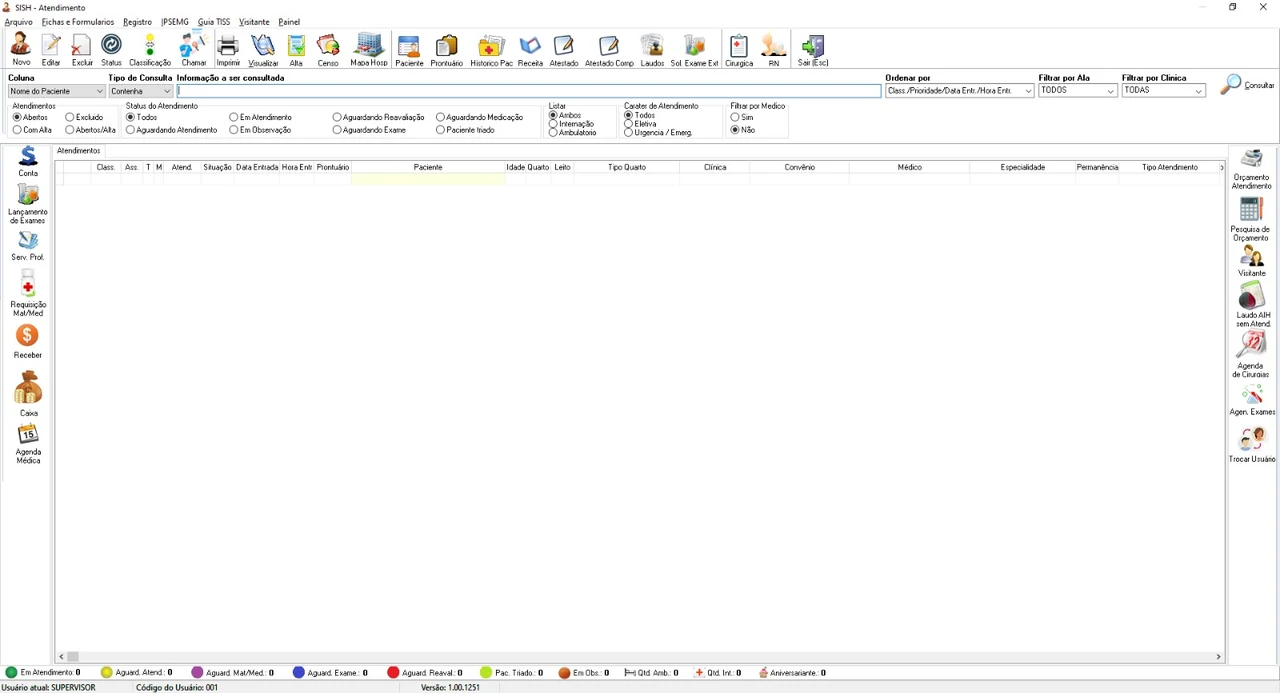 SISH - Atendimento
Arquivo Fichas e Formularios Registro IPSEMG Guia TISS Visitante Painel
Novo Editar Excluir Status Classificação Chamar Imprimir Visualizar Alta Censo Mapa Hosp Paciente Prontuário Historico Pac Receita Atestado Atestado Comp Laudos Sol. Exame Ext Cirurgica RN Sair (Esc)
Coluna Tipo de Consulta Informação a ser consultada Ordenar por Filtrar por Ala Filtrar por Clinica
Nome do Paciente Contenha Class./Prioridade/Data Entr./Hora Entr. TODOS TODAS Consultar
Atendimentos Status do Atendimento Listar Carater de Atendimento Filtrar por Medico
Abertos Excluido Todos Em Atendimento Aguardando Reavaliação Aguardando Medicação Ambos Todos Sim
Internação Eletiva
Com Alta Abertos/Alta Aguardando Atendimento Em Observação Aguardando Exame Paciente triado Ambulatorio Urgencia / Emerg. Não
Atendimentos
Class. Ass. T M Atend. Situação Data Entrada Hora Entr Prontuário Paciente Idade Quarto Leito Tipo Quarto Clínica Convênio Médico Especialidade Permanência Tipo Atendimento
Conta
Lançamento
de Exames
Serv. Prof.
Requisição
Mat/Med
Receber
Caixa
Agenda
Médica
Orçamento
Atendimento
Pesquisa de
Orçamento
Visitante
Laudo AIH
sem Atend.
Agenda
de Cirurgias
Agen. Exames
Trocar Usuário
Em Atendimento: 0 Aguard. Atend.: 0 Aguard. Mat/Med.: 0 Aguard. Exame.: 0 Aguard. Reaval.: 0 Pac. Triado.: 0 Em Obs.: 0 Qtd. Amb.: 0 Qtd. Int.: 0 Aniversariante.: 0
Usuário atual: SUPERVISOR Código do Usuário: 001 Versão: 1.00.1251